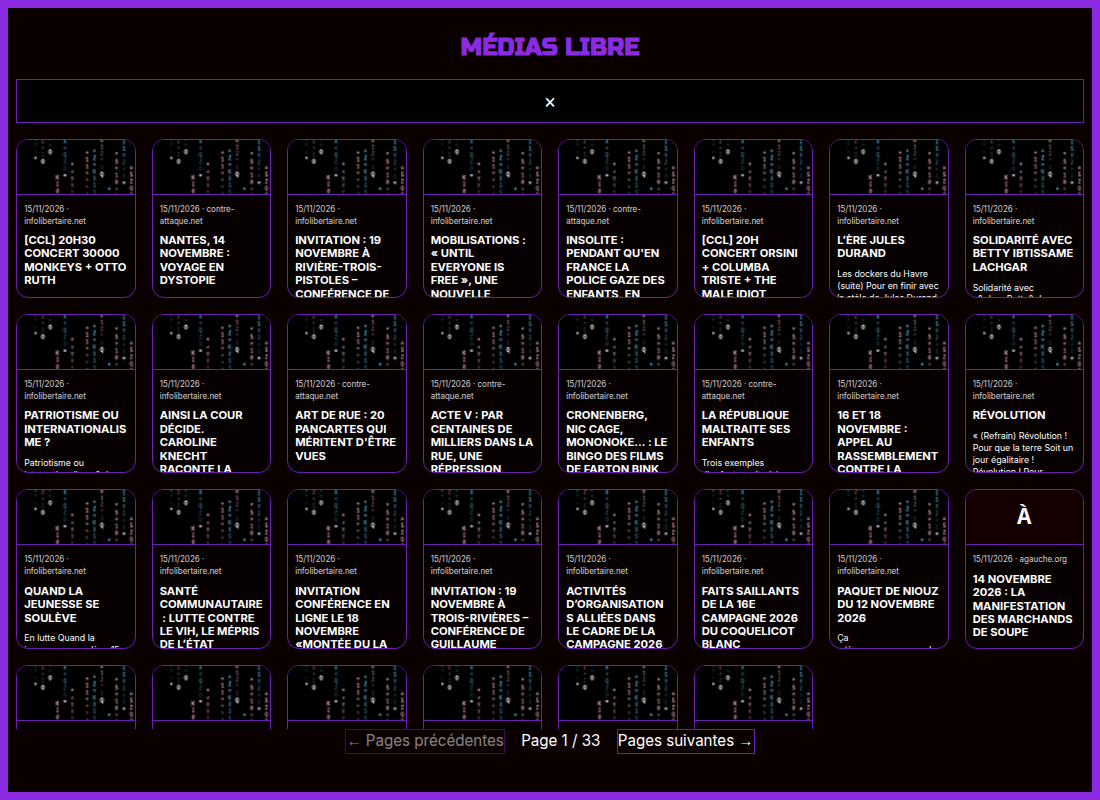 MÉDIAS LIBRE
×
15/11/2026 ·
infolibertaire.net
[CCL] 20H30
CONCERT 30000
MONKEYS + OTTO
RUTH
15/11/2026 · contre-
attaque.net
NANTES, 14
NOVEMBRE :
VOYAGE EN
DYSTOPIE
15/11/2026 ·
infolibertaire.net
INVITATION : 19
NOVEMBRE À
RIVIÈRE-TROIS-
PISTOLES –
CONFÉRENCE DE
15/11/2026 ·
infolibertaire.net
MOBILISATIONS :
« UNTIL
EVERYONE IS
FREE », UNE
NOUVELLE
15/11/2026 · contre-
attaque.net
INSOLITE :
PENDANT QU'EN
FRANCE LA
POLICE GAZE DES
ENFANTS, EN
15/11/2026 ·
infolibertaire.net
[CCL] 20H
CONCERT ORSINI
+ COLUMBA
TRISTE + THE
MALE IDIOT
15/11/2026 ·
infolibertaire.net
L'ÈRE JULES
DURAND
Les dockers du Havre
(suite) Pour en finir avec
la stèle de Jules Durand
15/11/2026 ·
infolibertaire.net
SOLIDARITÉ AVEC
BETTY IBTISSAME
LACHGAR
Solidarité avec
15/11/2026 ·
infolibertaire.net
PATRIOTISME OU
INTERNATIONALIS
ME ?
Patriotisme ou
15/11/2026 ·
infolibertaire.net
AINSI LA COUR
DÉCIDE.
CAROLINE
KNECHT
RACONTE LA
15/11/2026 · contre-
attaque.net
ART DE RUE : 20
PANCARTES QUI
MÉRITENT D'ÊTRE
VUES
15/11/2026 · contre-
attaque.net
ACTE V : PAR
CENTAINES DE
MILLIERS DANS LA
RUE, UNE
RÉPRESSION
15/11/2026 ·
infolibertaire.net
CRONENBERG,
NIC CAGE,
MONONOKE… : LE
BINGO DES FILMS
DE FARTON BINK
15/11/2026 · contre-
attaque.net
LA RÉPUBLIQUE
MALTRAITE SES
ENFANTS
Trois exemples
15/11/2026 ·
infolibertaire.net
16 ET 18
NOVEMBRE :
APPEL AU
RASSEMBLEMENT
CONTRE LA
15/11/2026 ·
infolibertaire.net
RÉVOLUTION
« (Refrain) Révolution !
Pour que la terre Soit un
jour égalitaire !
Révolution ! Pour
15/11/2026 ·
infolibertaire.net
QUAND LA
JEUNESSE SE
SOULÈVE
En lutte Quand la
15/11/2026 ·
infolibertaire.net
SANTÉ
COMMUNAUTAIRE
: LUTTE CONTRE
LE VIH, LE MÉPRIS
DE L'ÉTAT
15/11/2026 ·
infolibertaire.net
INVITATION
CONFÉRENCE EN
LIGNE LE 18
NOVEMBRE
«MONTÉE DU LA
15/11/2026 ·
infolibertaire.net
INVITATION : 19
NOVEMBRE À
TROIS-RIVIÈRES –
CONFÉRENCE DE
GUILLAUME
15/11/2026 ·
infolibertaire.net
ACTIVITÉS
D'ORGANISATION
S ALLIÉES DANS
LE CADRE DE LA
CAMPAGNE 2026
15/11/2026 ·
infolibertaire.net
FAITS SAILLANTS
DE LA 16E
CAMPAGNE 2026
DU COQUELICOT
BLANC
15/11/2026 ·
infolibertaire.net
PAQUET DE NIOUZ
DU 12 NOVEMBRE
2026
Ça
À
15/11/2026 · agauche.org
14 NOVEMBRE
2026 : LA
MANIFESTATION
DES MARCHANDS
DE SOUPE
← Pages précédentes
Page 1 / 33
Pages suivantes →